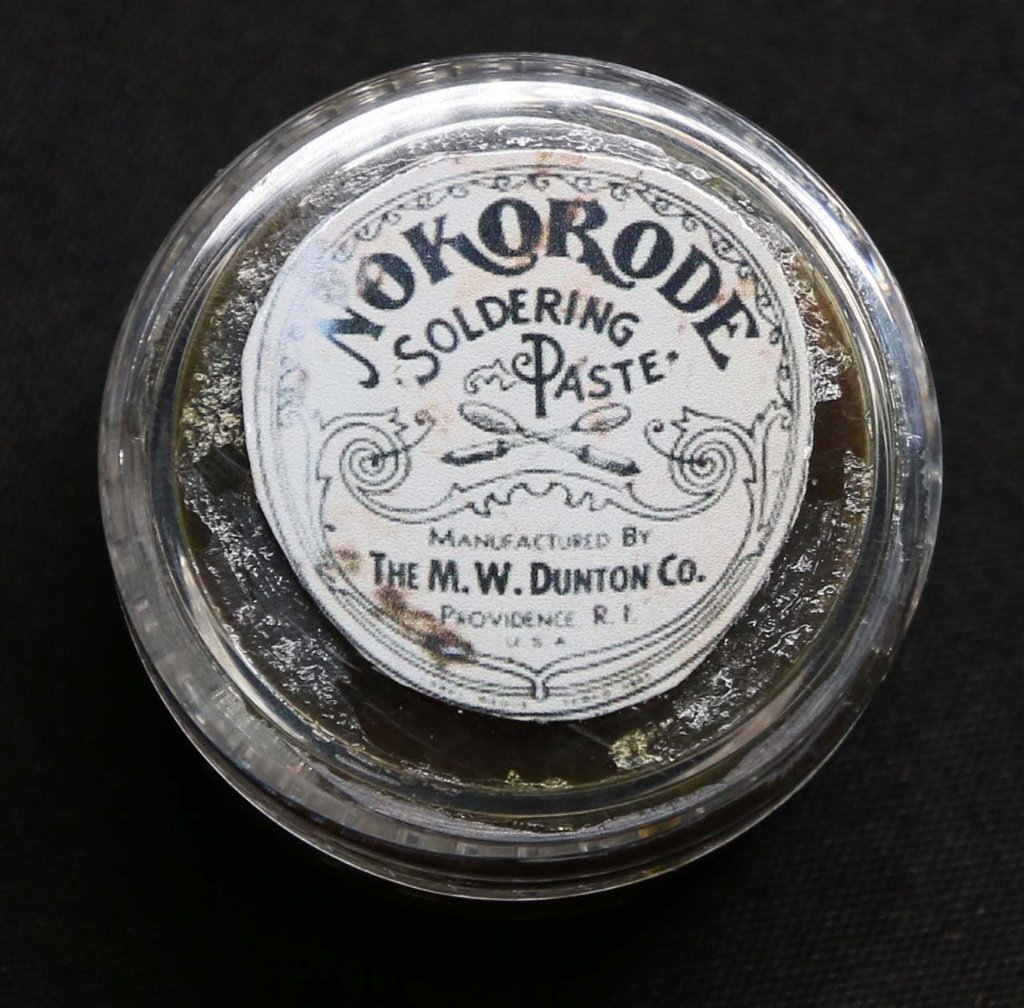 NOKORODE
SOLDERING
PASTE
MANUFACTURED BY
THE M. W. DUNTON CO.
PROVIDENCE R. I.
U S A